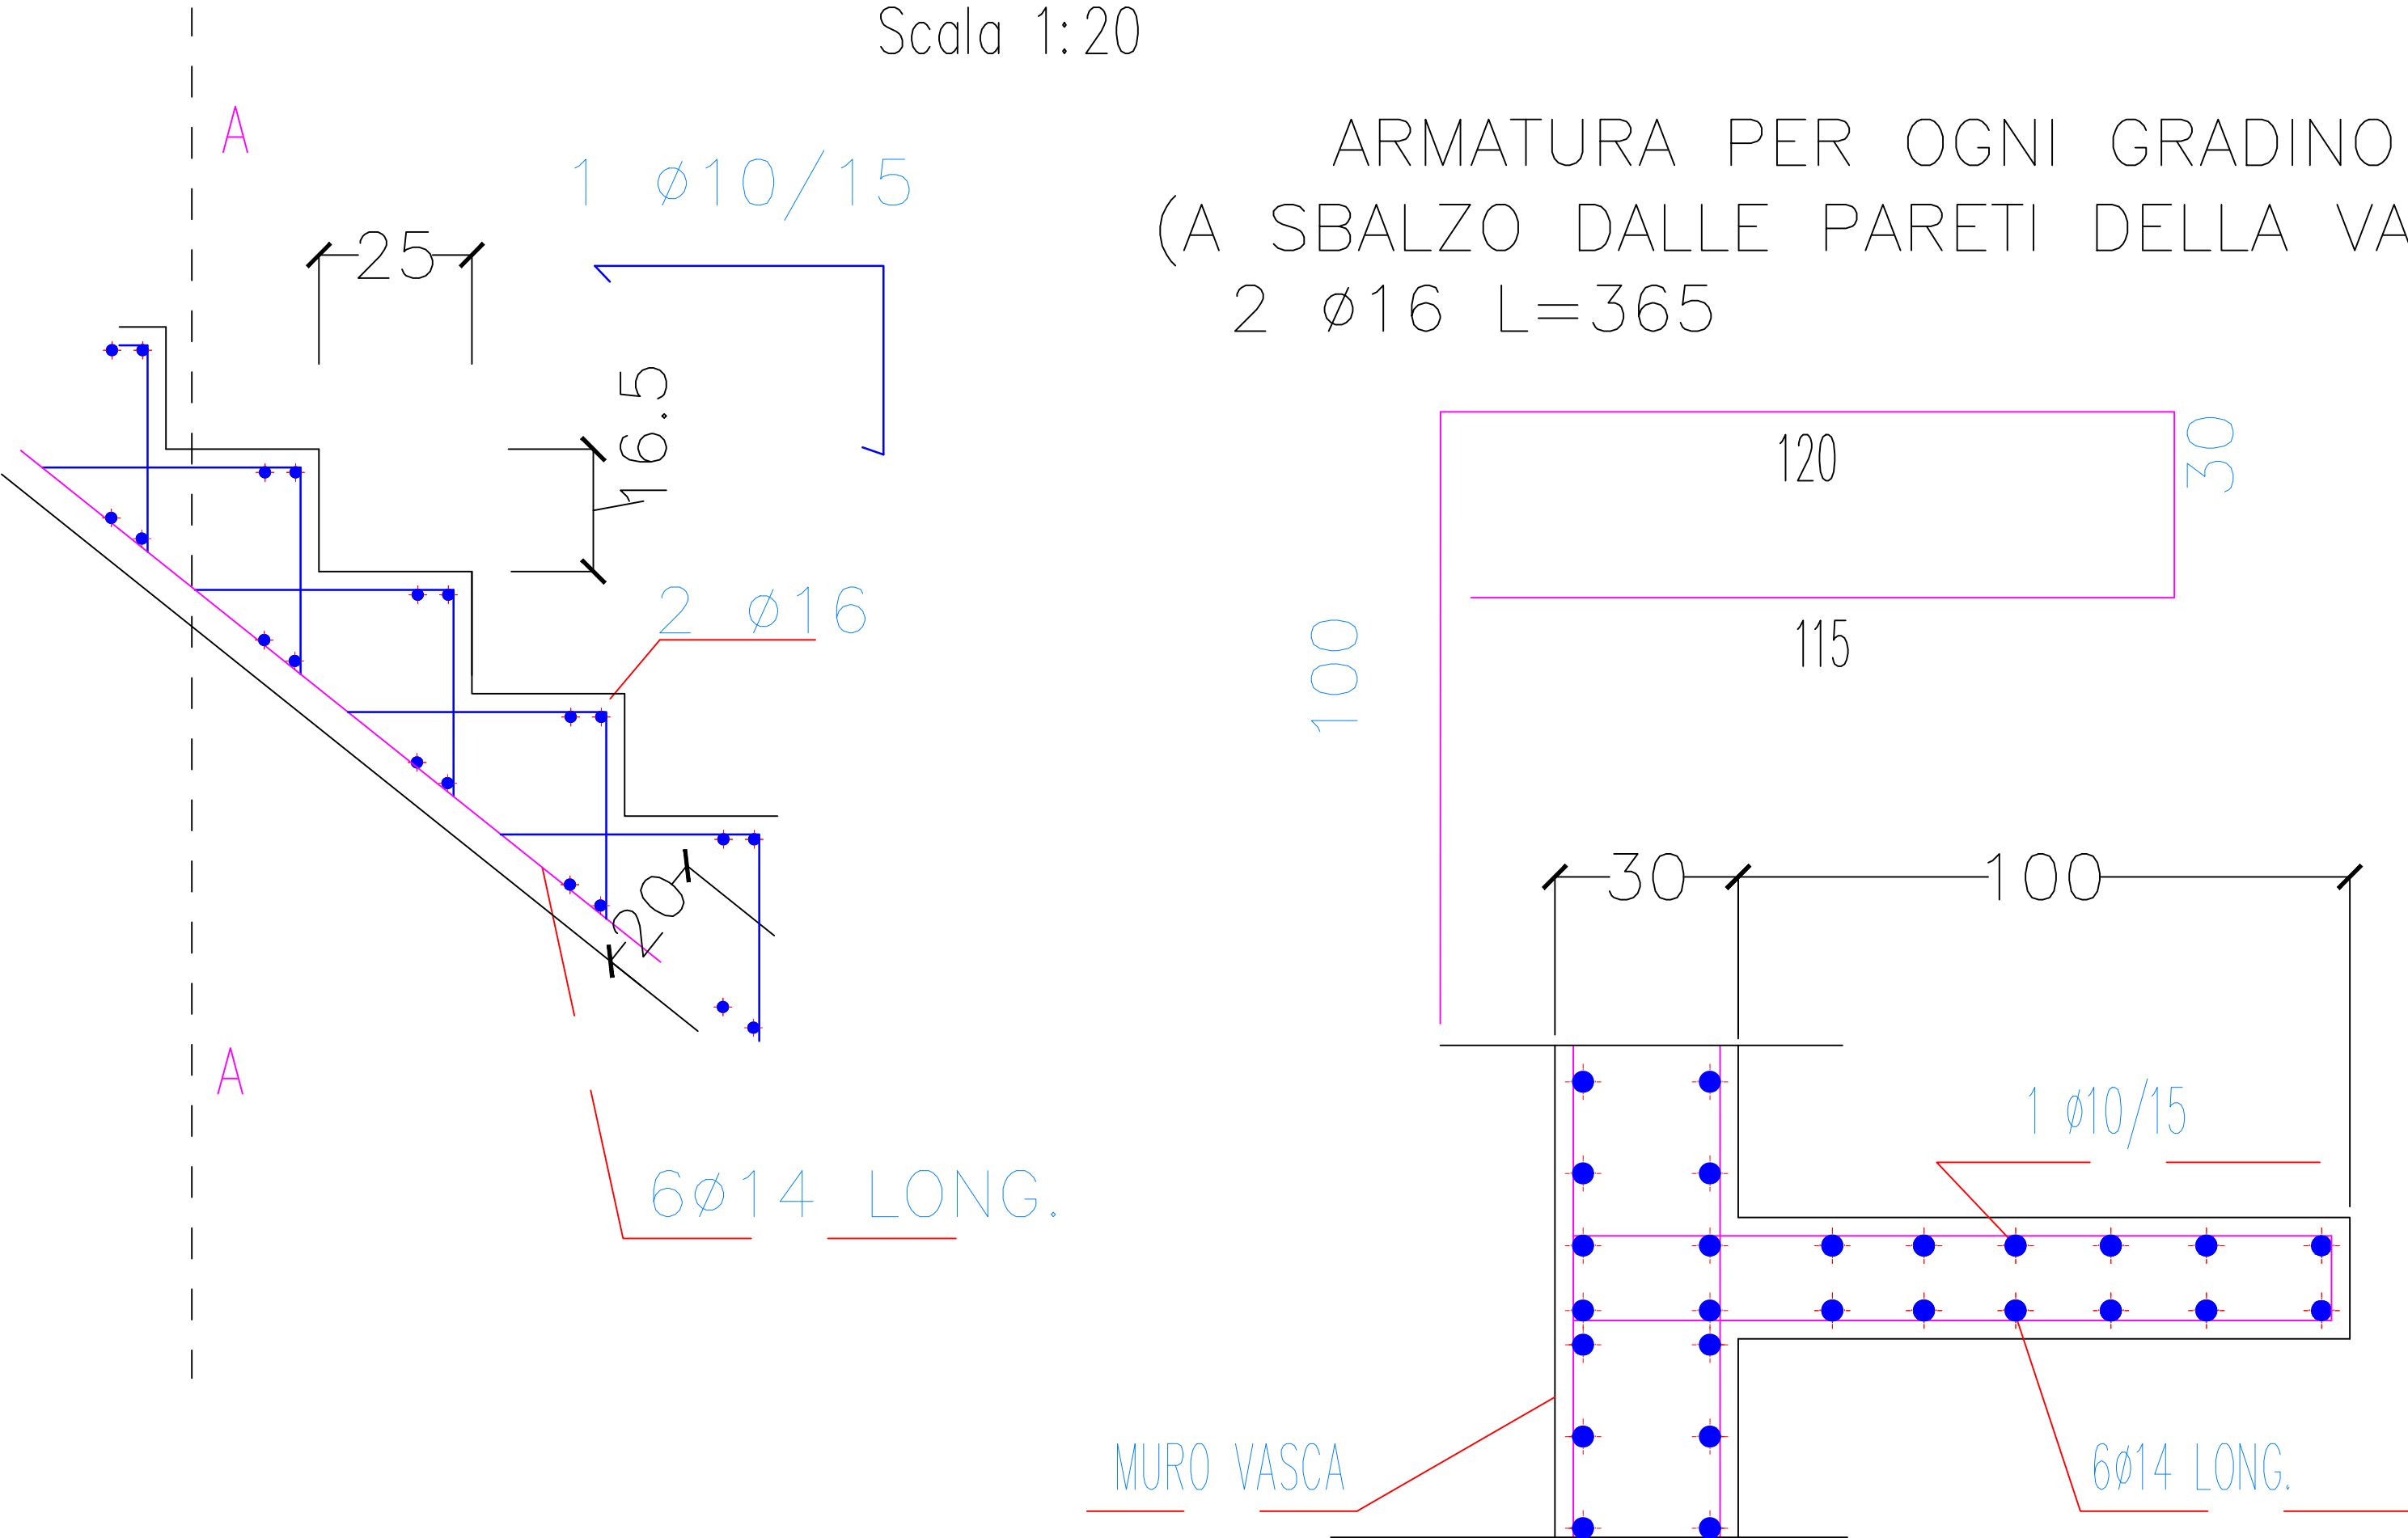 Scala 1:20
A
1 ø10/15
ARMATURA PER OGNI GRADINO
(A SBALZO DALLE PARETI DELLA VA
25
2 ø16 L=365
16.5
120
30
2 ø16
115
100
30
100
20
A
1 ø10/15
6ø14 LONG.
MURO VASCA
6ø14 LONG.